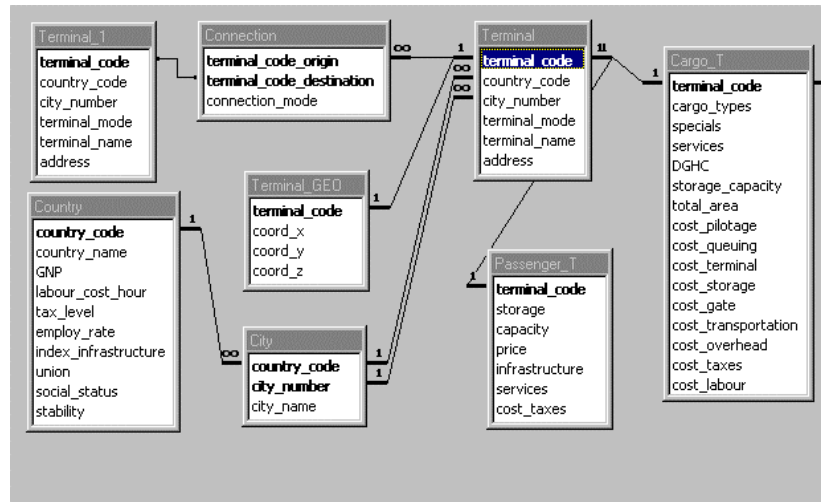 Terminal_1
terminal_code
country_code
city_number
terminal_mode
terminal_name
address
Connection
terminal_code_origin
terminal_code_destination
connection_mode
∞
1
∞
∞
Terminal
terminal_code
country_code
city_number
terminal_mode
terminal_name
address
11
1
Cargo_T
terminal_code
cargo_types
specials
services
DGHC
storage_capacity
total_area
cost_pilotage
cost_queuing
cost_terminal
cost_storage
cost_gate
cost_transportation
cost_overhead
cost_taxes
cost_labour
Country
country_code
country_name
GNP
labour_cost_hour
tax_level
employ_rate
index_infrastructure
union
social_status
stability
1
∞
Terminal_GEO
terminal_code
coord_x
coord_y
coord_z
1
City
country_code
city_number
city_name
1
1
Passenger_T
terminal_code
storage
capacity
price
infrastructure
services
cost_taxes
1